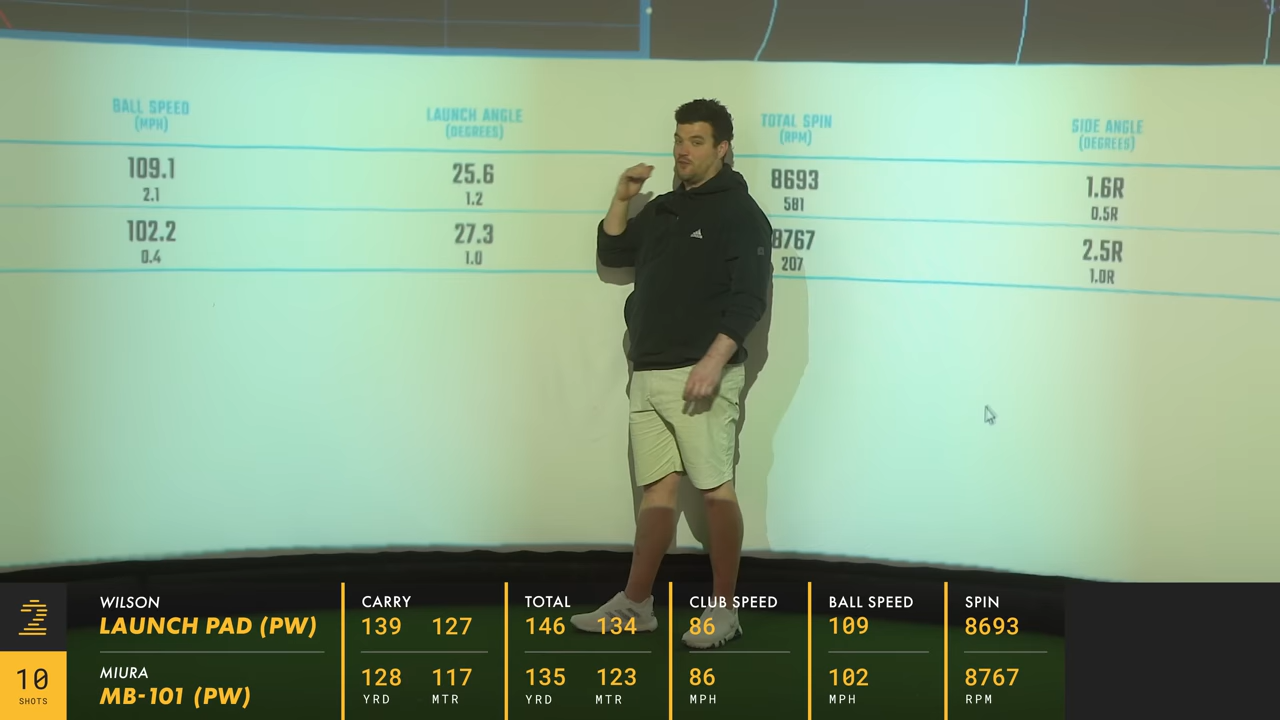 BALL SPEED
(MPH)
LAUNCH ANGLE
(DEGREES)
TOTAL SPIN
(RPM)
SIDE ANGLE
(DEGREES)
109.1
2.1
25.6
1.2
8693
581
1.6R
0.5R
102.2
0.4
27.3
1.0
8767
207
2.5R
1.0R
WILSON
LAUNCH PAD (PW)
CARRY
139 127
TOTAL
146 134
CLUB SPEED
86
BALL SPEED
109
SPIN
8693
10
SHOTS
MIURA
MB-101 (PW)
128 117
YRD MTR
135 123
YRD MTR
86
MPH
102
MPH
8767
RPM